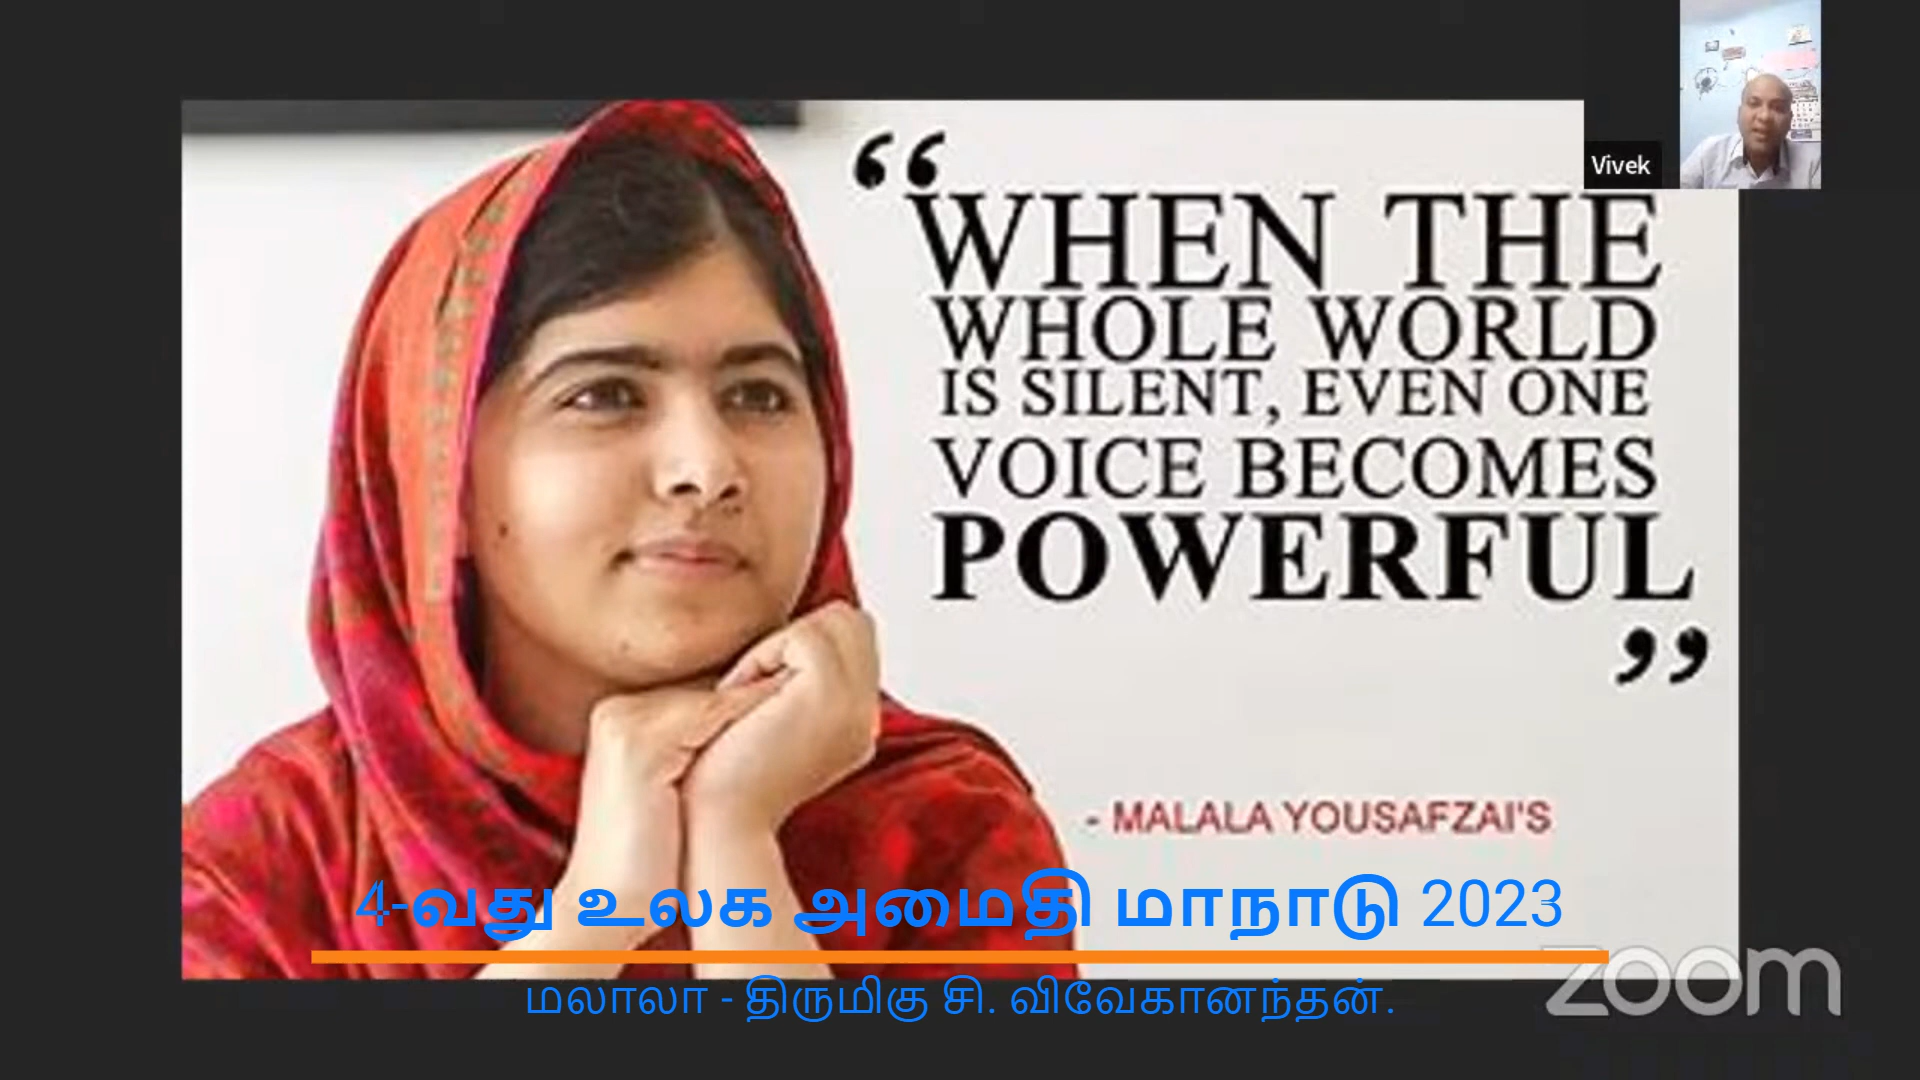 Vivek
“WHEN THE
WHOLE WORLD
IS SILENT, EVEN ONE
VOICE BECOMES
POWERFUL
”
- MALALA YOUSAFZAI'S
4-வது உலக அமைதி மாநாடு 2023
மலாலா - திருமிகு சி. விவேகானந்தன்.
zoom